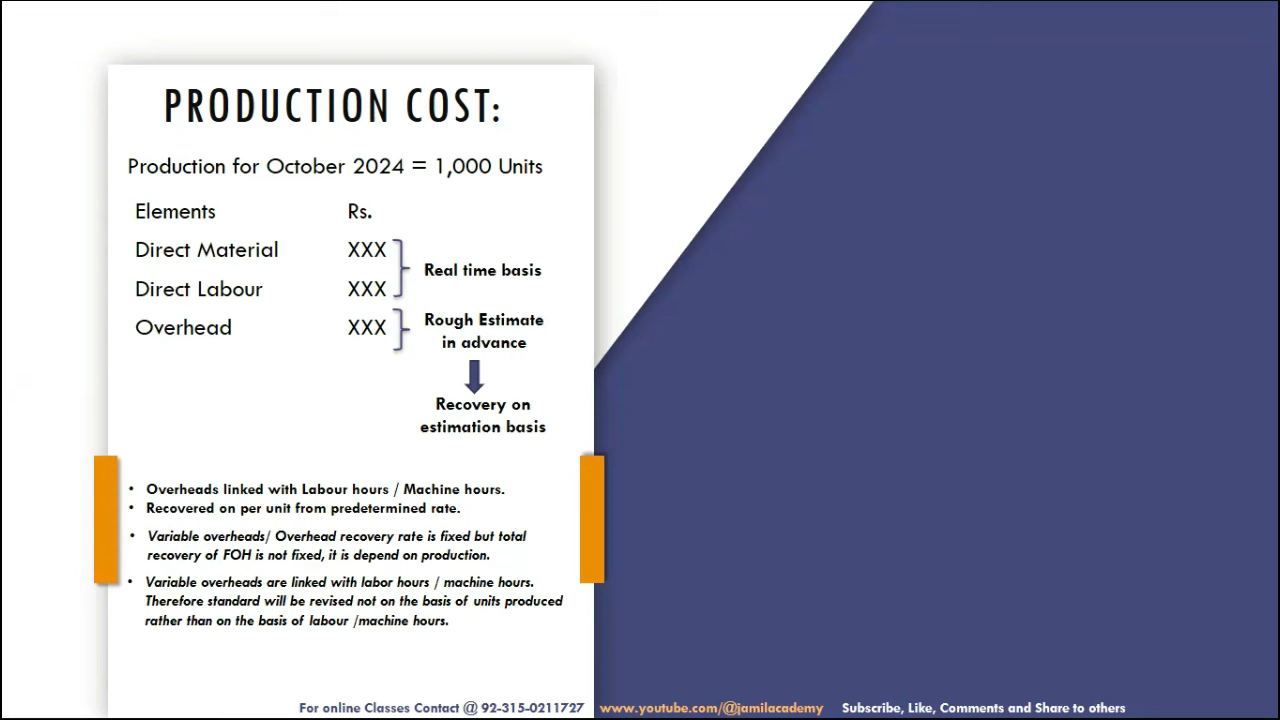 PRODUCTION COST:
Production for October 2024 = 1,000 Units
Elements Rs.
Direct Material XXX
Real time basis
Direct Labour XXX
Overhead XXX
Rough Estimate
in advance
Recovery on
estimation basis
• Overheads linked with Labour hours / Machine hours.
• Recovered on per unit from predetermined rate.
• Variable overheads/ Overhead recovery rate is fixed but total
recovery of FOH is not fixed, it is depend on production.
• Variable overheads are linked with labor hours / machine hours.
Therefore standard will be revised not on the basis of units produced
rather than on the basis of labour /machine hours.
For online Classes Contact @ 92-315-0211727 www.youtube.com/@jamilacademy Subscribe, Like, Comments and Share to others